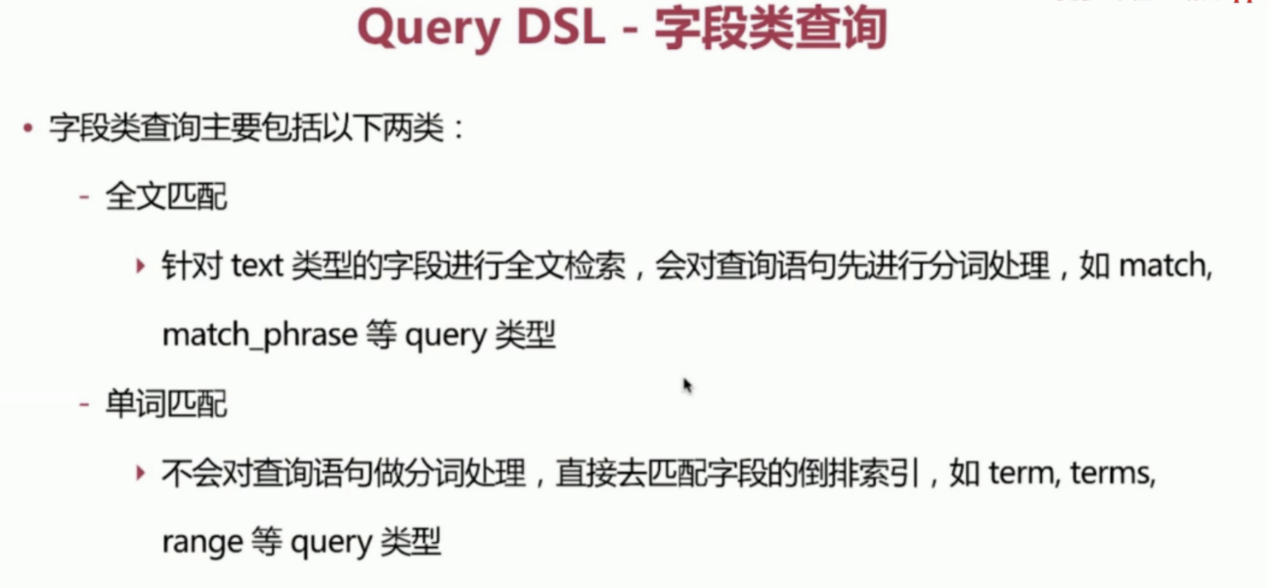 Query DSL - 字段类查询
• 字段类查询主要包括以下两类：
- 全文匹配
针对 text 类型的字段进行全文检索，会对查询语句先进行分词处理，如 match,
match_phrase 等 query 类型
- 单词匹配
不会对查询语句做分词处理，直接去匹配字段的倒排索引，如 term, terms,
range 等 query 类型